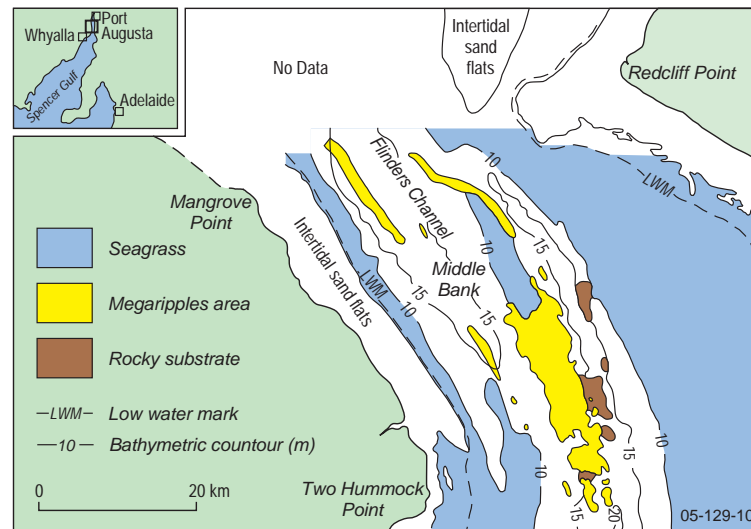 Port
Augusta
Whyalla
Spencer Gulf
Adelaide
No Data
Intertidal
sand
flats
Redcliff Point
LWM
Mangrove
Point
Flinders Channel
10
15
10
Middle
Bank
Intertidal sand flats
LWM
15
10
15
15
10
10
15
10
15
20
Seagrass
Megaripples area
Rocky substrate
LWM Low water mark
10 Bathymetric countour (m)
0 20 km
Two Hummock
Point
05-129-10